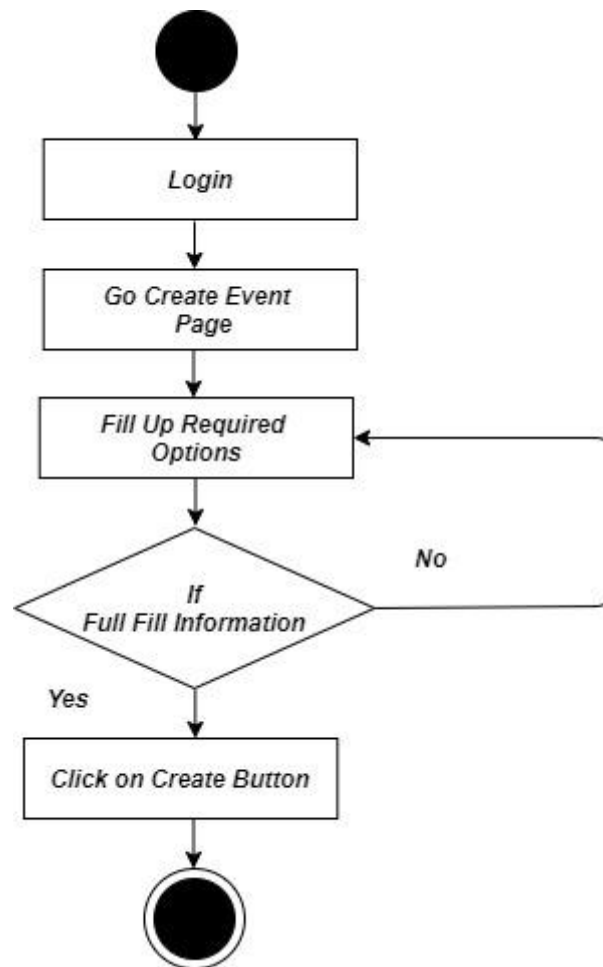 Login
Go Create Event
Page
Fill Up Required
Options
If
Full Fill Information
No
Yes
Click on Create Button